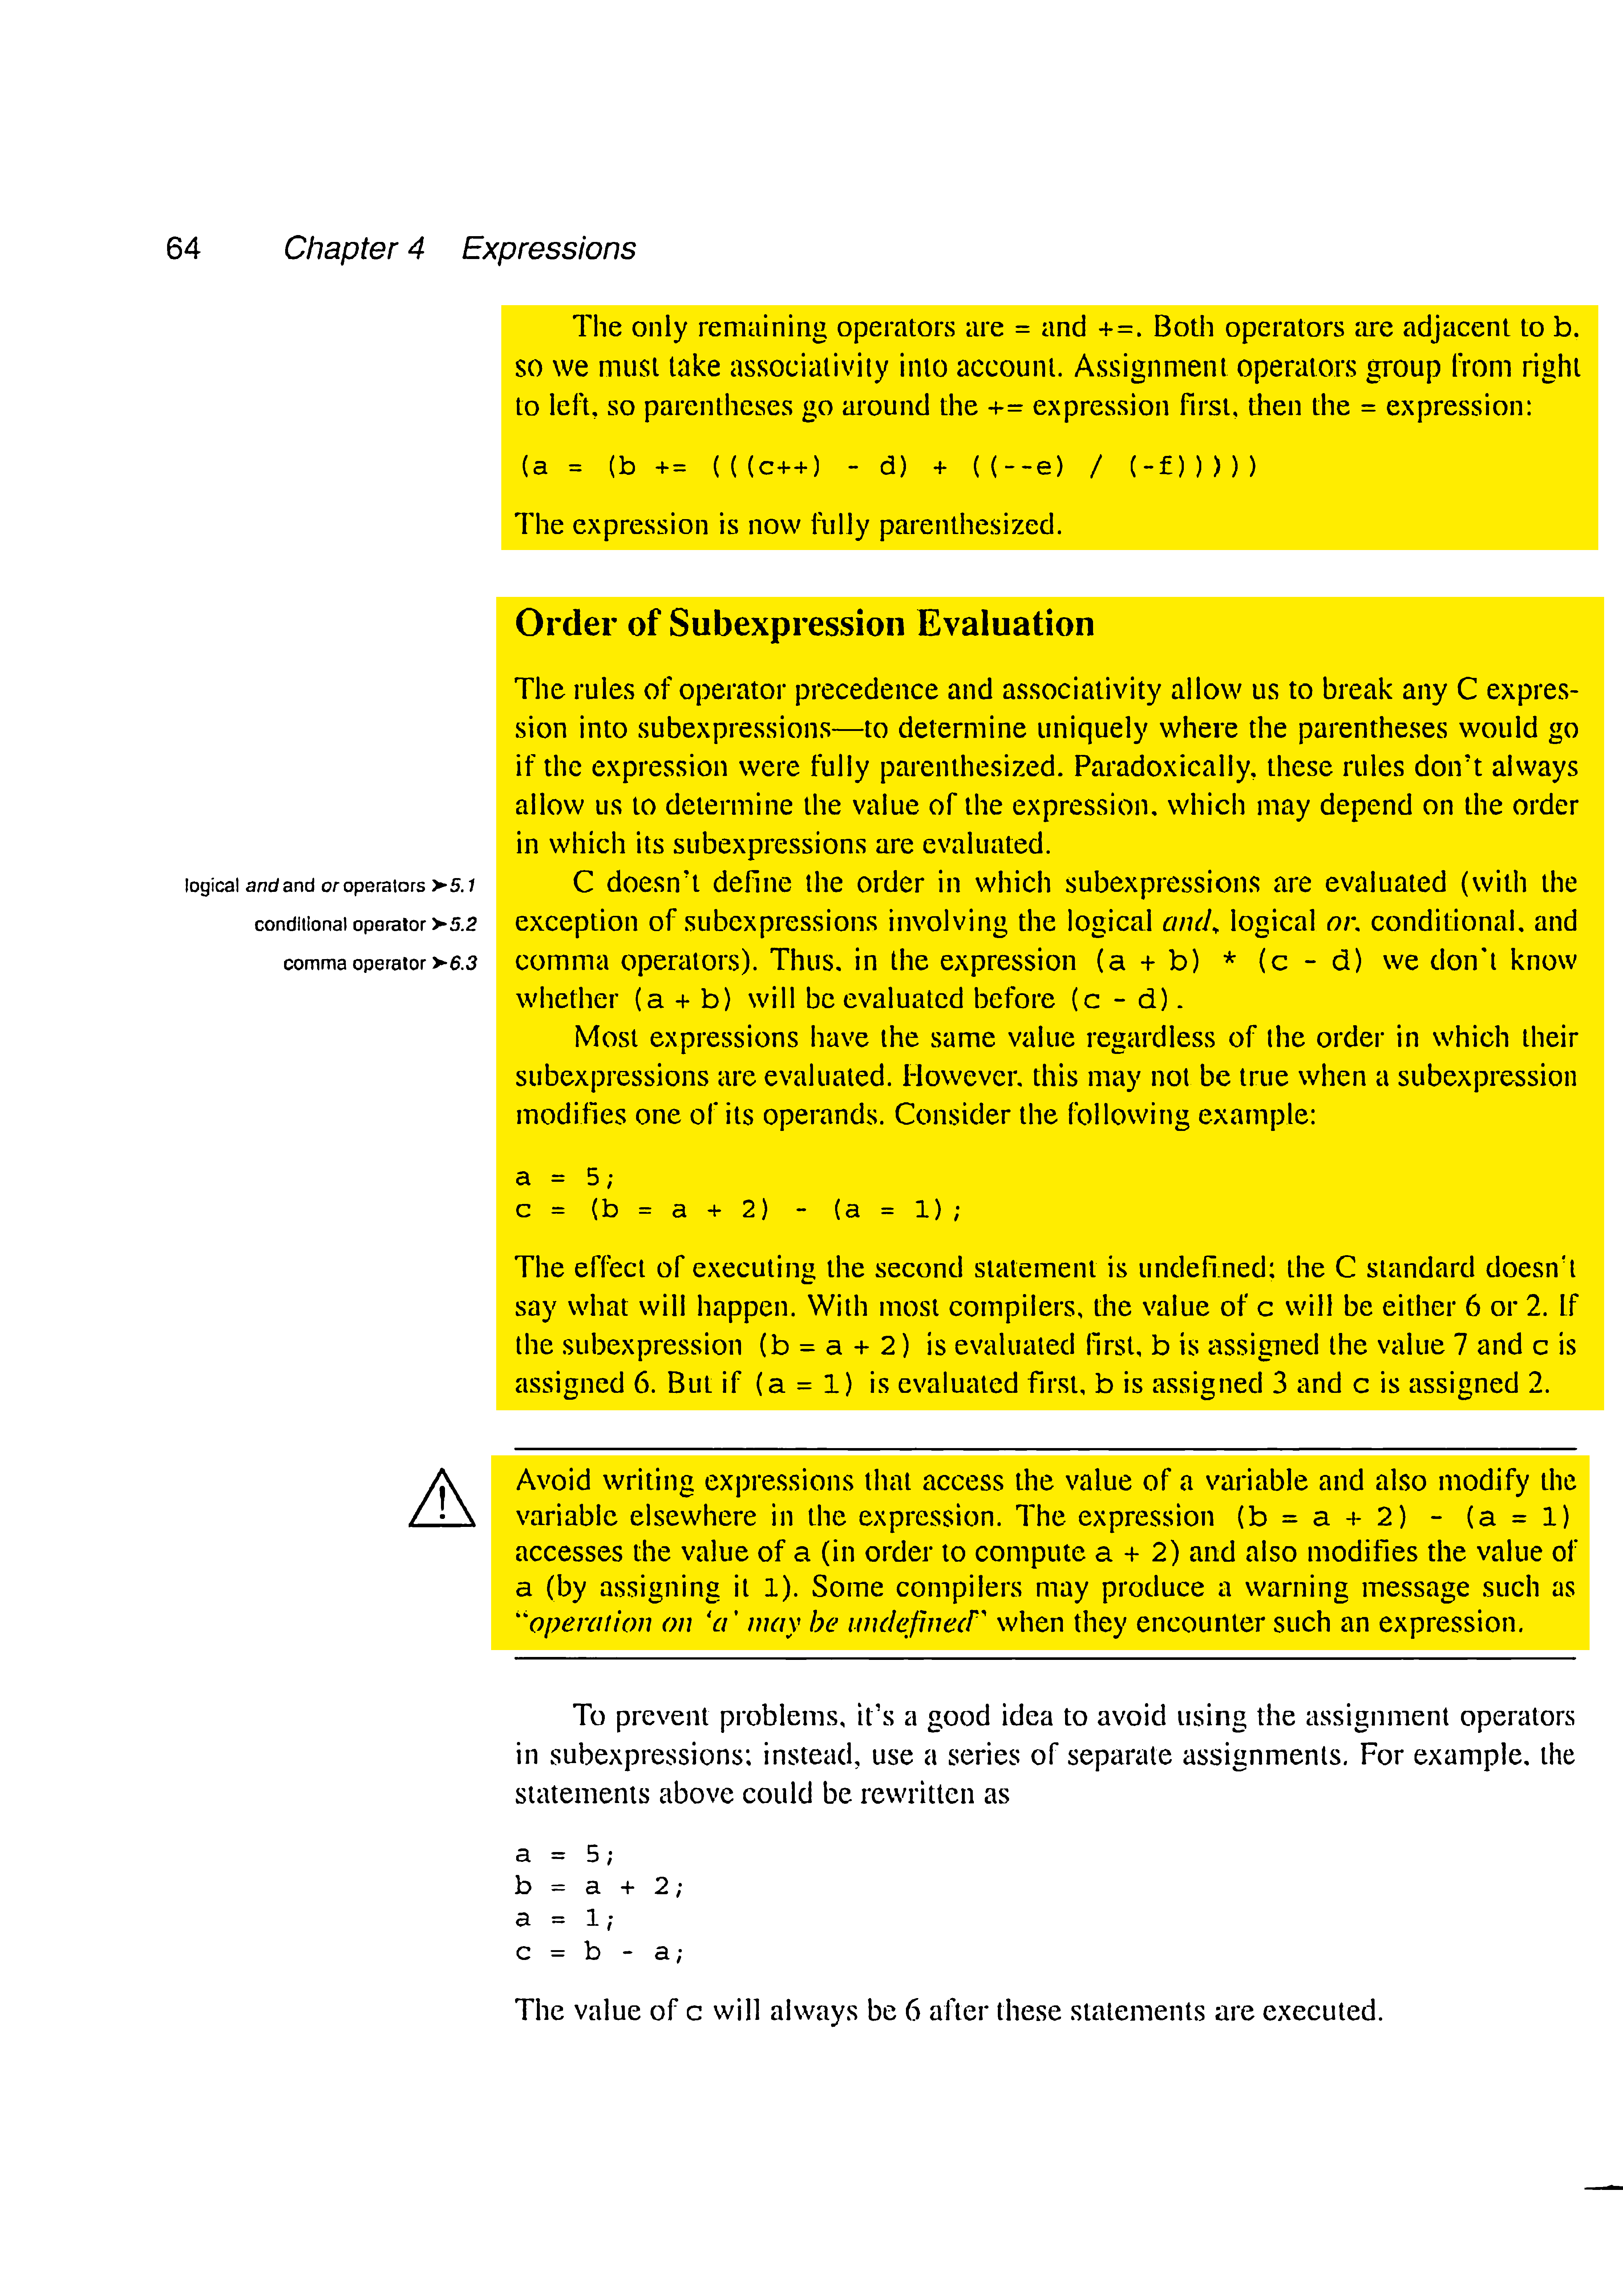 64 Chapter 4 Expressions
The only remaining operators are = and +=. Both operators are adjacent to b.
so we must take associativity into account. Assignment operators group from right
to left, so parentheses go around the += expression first, then the = expression:
(a = (b += (((c++) - d) + ((--e) / (-f)))))
The expression is now fully parenthesized.
Order of Subexpression Evaluation
The rules of operator precedence and associativity allow us to break any C expres-
sion into subexpressions—to determine uniquely where the parentheses would go
if the expression were fully parenthesized. Paradoxically, these rules don't always
allow us to determine the value of the expression, which may depend on the order
in which its subexpressions are evaluated.
logical and and or operators ➤5.1
C doesn't define the order in which subexpressions are evaluated (with the
conditional operator ➤5.2
exception of subexpressions involving the logical and, logical or, conditional, and
comma operator ➤6.3
comma operators). Thus, in the expression (a + b) * (c - d) we don't know
whether (a + b) will be evaluated before (c - d).
Most expressions have the same value regardless of the order in which their
subexpressions are evaluated. However, this may not be true when a subexpression
modifies one of its operands. Consider the following example:
a = 5;
c = (b = a + 2) - (a = 1);
The effect of executing the second statement is undefined; the C standard doesn't
say what will happen. With most compilers, the value of c will be either 6 or 2. If
the subexpression (b = a + 2) is evaluated first, b is assigned the value 7 and c is
assigned 6. But if (a = 1) is evaluated first, b is assigned 3 and c is assigned 2.
Avoid writing expressions that access the value of a variable and also modify the
variable elsewhere in the expression. The expression (b = a + 2) - (a = 1)
accesses the value of a (in order to compute a + 2) and also modifies the value of
a (by assigning it 1). Some compilers may produce a warning message such as
“operation on ‘a’ may be undefined” when they encounter such an expression.
To prevent problems, it's a good idea to avoid using the assignment operators
in subexpressions; instead, use a series of separate assignments. For example, the
statements above could be rewritten as
a = 5;
b = a + 2;
a = 1;
c = b - a;
The value of c will always be 6 after these statements are executed.